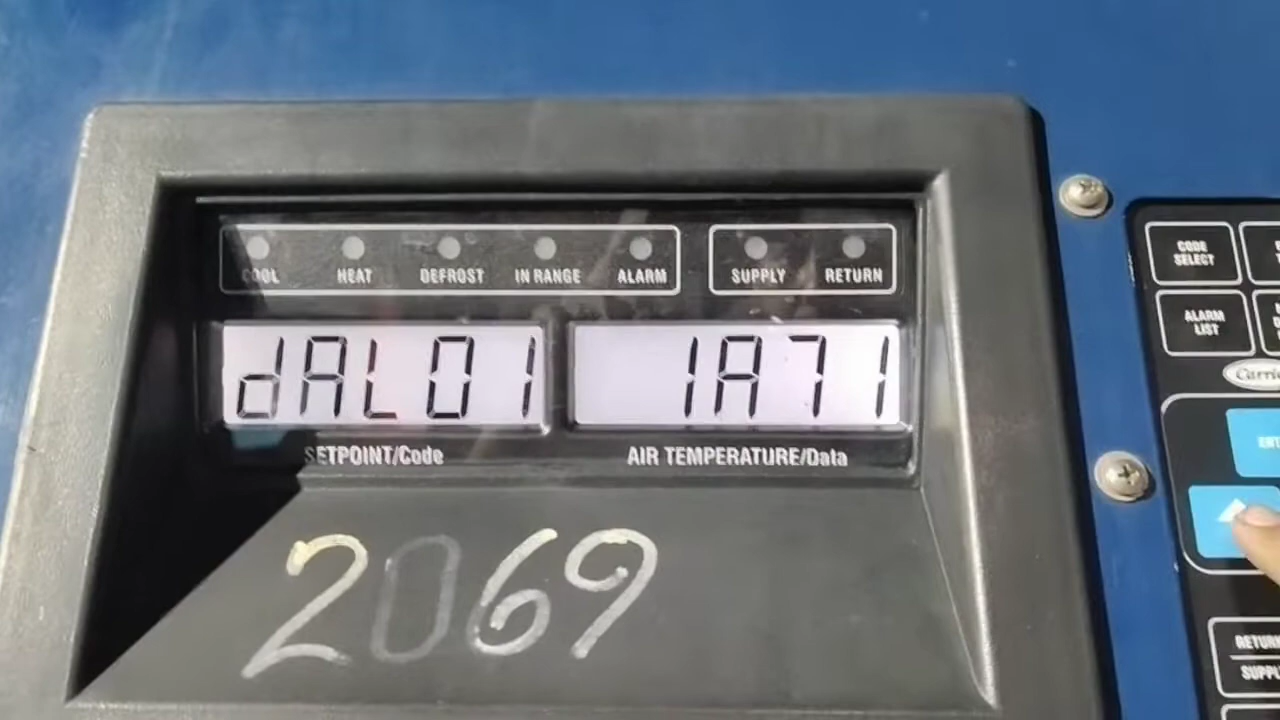 COOL HEAT DEFROST IN RANGE ALARM SUPPLY RETURN
dAL01 1A71
SETPOINT/Code AIR TEMPERATURE/Data
2069
CODE SELECT
ALARM LIST